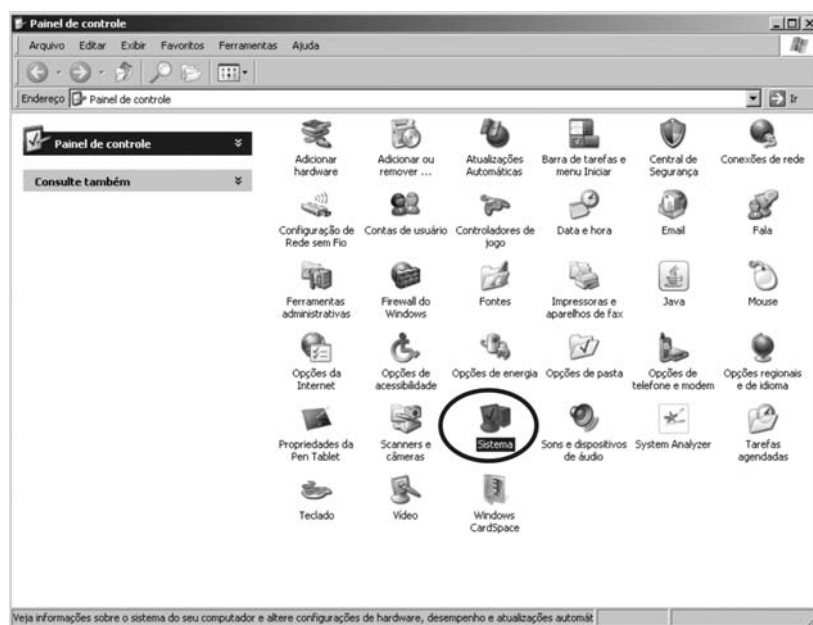 Painel de controle
Arquivo Editar Exibir Favoritos Ferramentas Ajuda
Endereço Painel de controle Ir
Painel de controle
Consulte também
Adicionar hardware
Adicionar ou remover ...
Atualizações Automáticas
Barra de tarefas e menu Iniciar
Central de Segurança
Conexões de rede
Configuração de Rede sem Fio
Contas de usuário
Controladores de jogo
Data e hora
Email
Fala
Ferramentas administrativas
Firewall do Windows
Fontes
Impressoras e aparelhos de fax
Java
Mouse
Opções da Internet
Opções de acessibilidade
Opções de energia
Opções de pasta
Opções de telefone e modem
Opções regionais e de idioma
Propriedades da Pen Tablet
Scanners e câmeras
Sistema
Sons e dispositivos de áudio
System Analyzer
Tarefas agendadas
Teclado
Vídeo
Windows CardSpace
Veja informações sobre o sistema do seu computador e altere configurações de hardware, desempenho e atualizações automát